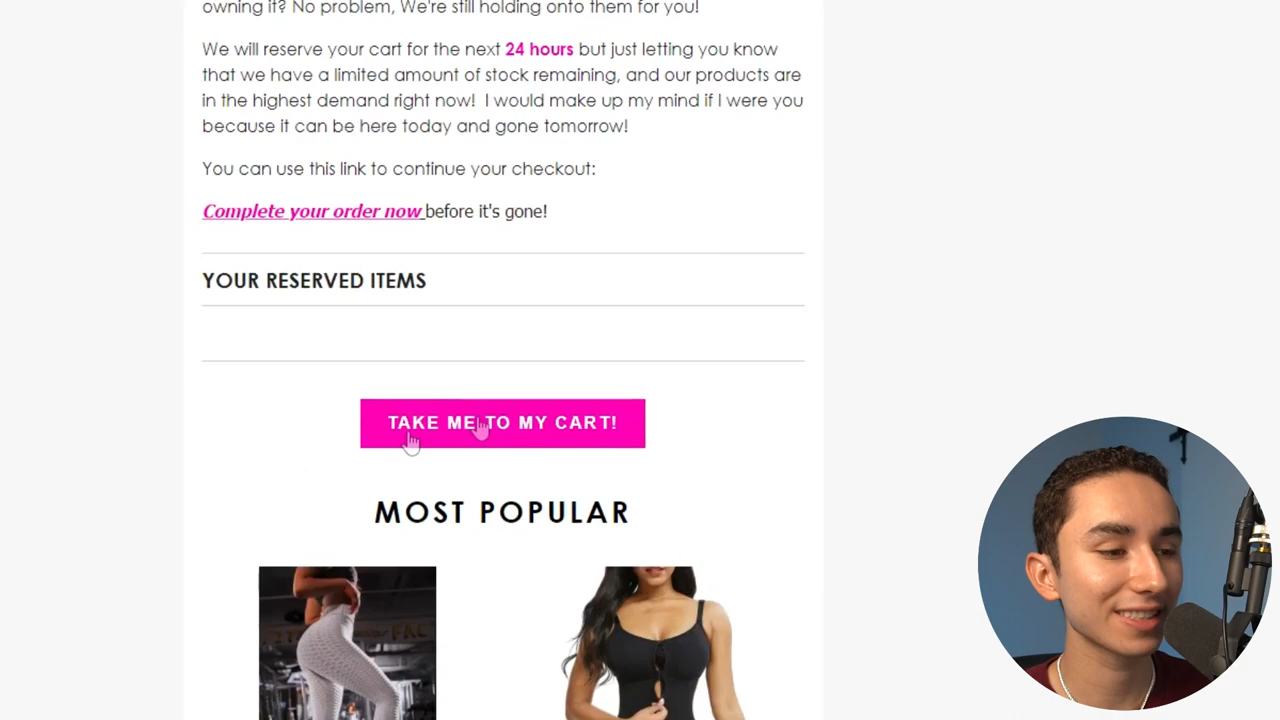 owning it? No problem, We're still holding onto them for you!
We will reserve your cart for the next 24 hours but just letting you know
that we have a limited amount of stock remaining, and our products are
in the highest demand right now! I would make up my mind if I were you
because it can be here today and gone tomorrow!
You can use this link to continue your checkout:
Complete your order now before it's gone!
YOUR RESERVED ITEMS
TAKE ME TO MY CART!
MOST POPULAR